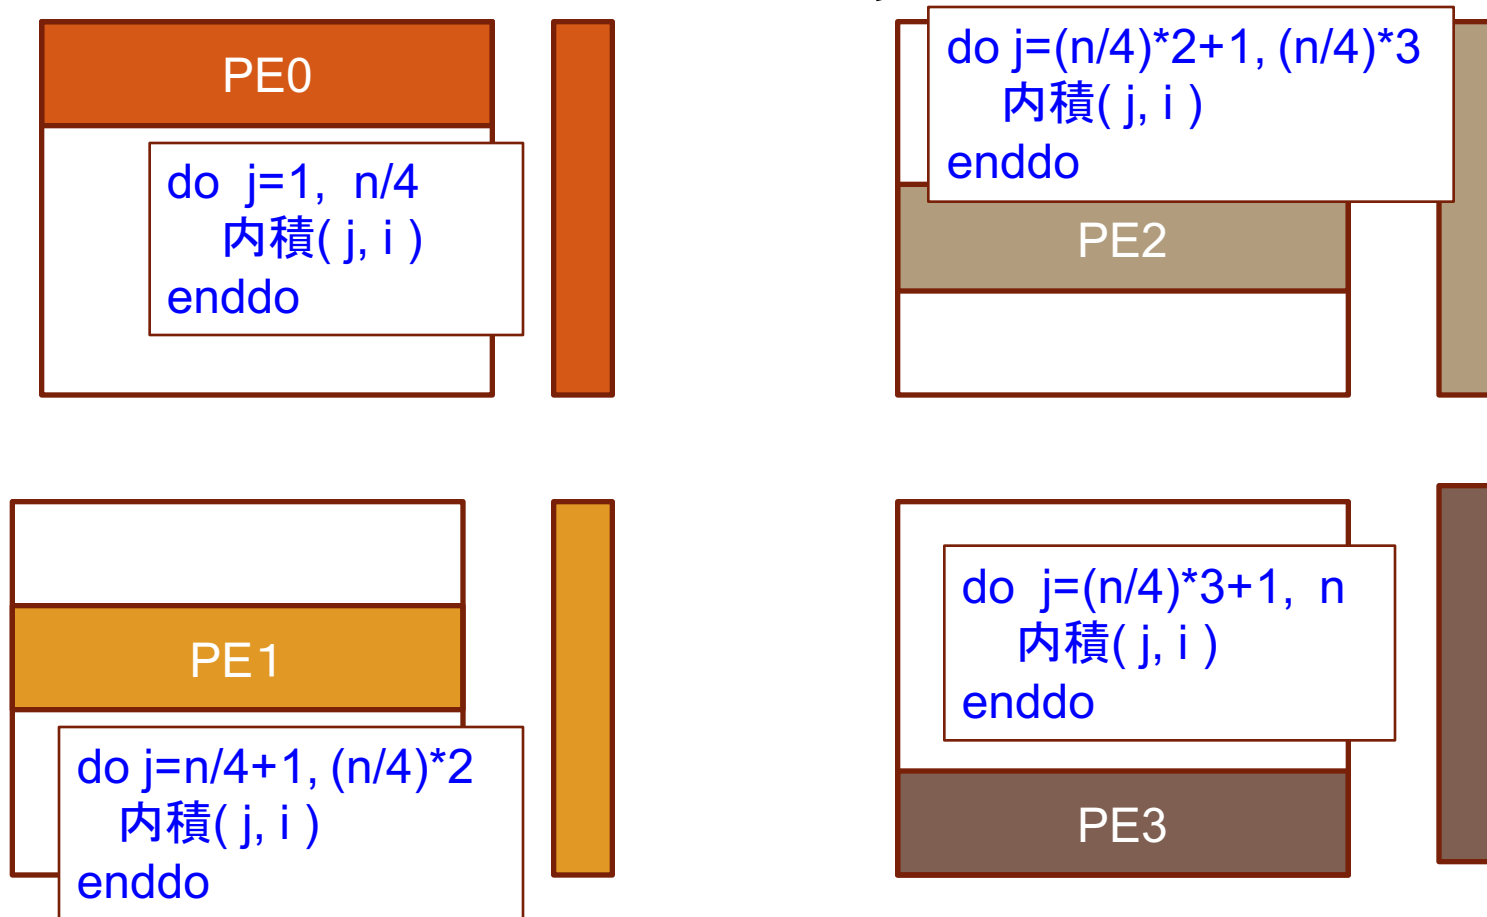 PE0
do j=1, n/4
内積( j, i )
enddo
do j=(n/4)*2+1, (n/4)*3
内積( j, i )
enddo
PE2
PE1
do j=n/4+1, (n/4)*2
内積( j, i )
enddo
do j=(n/4)*3+1, n
内積( j, i )
enddo
PE3